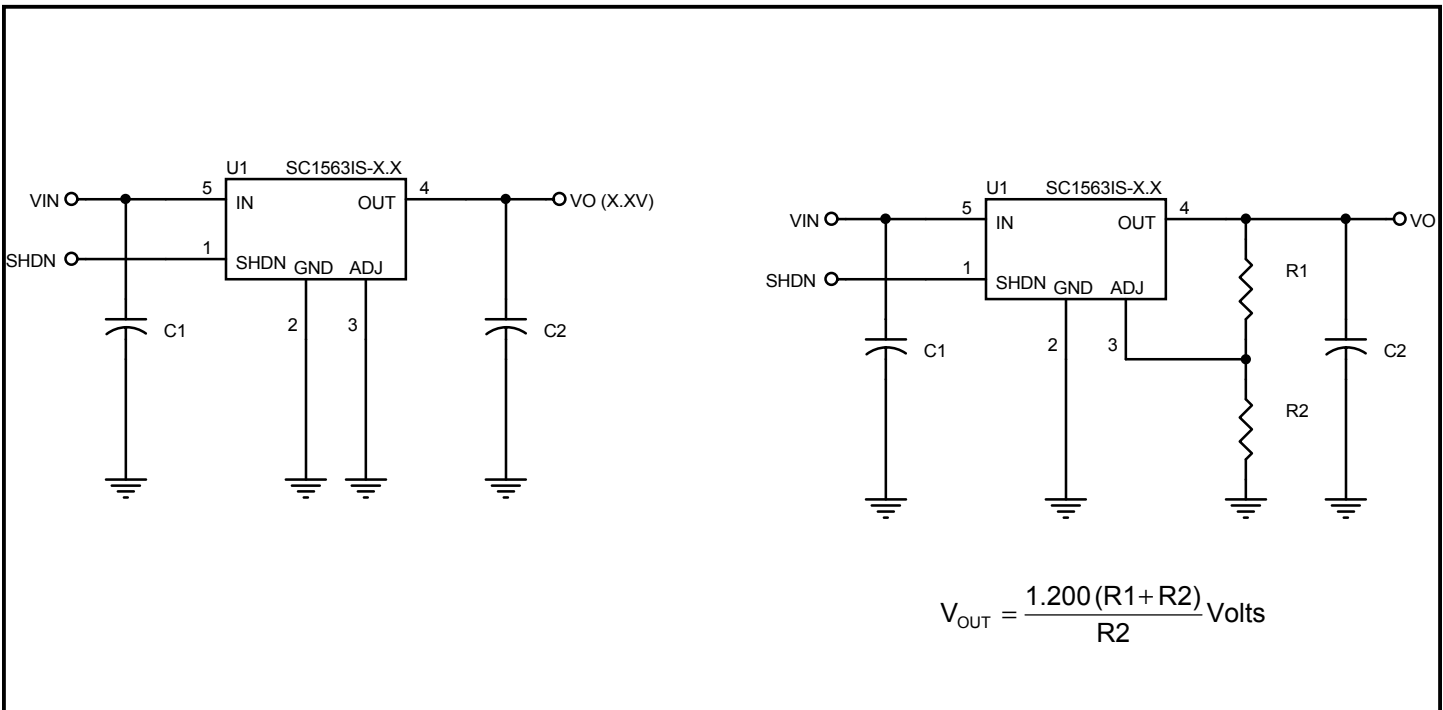 U1 SC1563IS-X.X
VIN
5
IN
OUT
4
VO (X.XV)
SHDN
1
SHDN
GND
ADJ
C1
2
3
C2
U1 SC1563IS-X.X
VIN
5
IN
OUT
4
VO
SHDN
1
SHDN
GND
ADJ
R1
C1
2
3
C2
R2
V_OUT = 1.200 (R1+R2) / R2 Volts